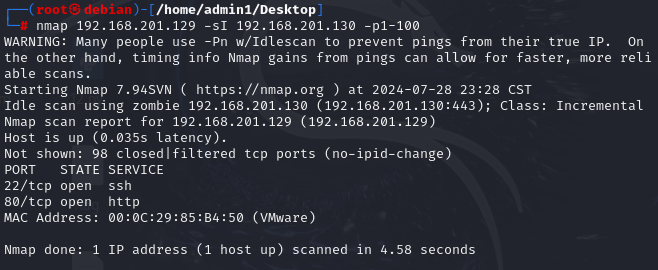 ┌──(root㉿debian)-[/home/admin1/Desktop]
└─# nmap 192.168.201.129 -sI 192.168.201.130 -p1-100
WARNING: Many people use -Pn w/Idlescan to prevent pings from their true IP.  On
the other hand, timing info Nmap gains from pings can allow for faster, more reli
able scans.
Starting Nmap 7.94SVN ( https://nmap.org ) at 2024-07-28 23:28 CST
Idle scan using zombie 192.168.201.130 (192.168.201.130:443); Class: Incremental
Nmap scan report for 192.168.201.129 (192.168.201.129)
Host is up (0.035s latency).
Not shown: 98 closed|filtered tcp ports (no-ipid-change)
PORT   STATE SERVICE
22/tcp open  ssh
80/tcp open  http
MAC Address: 00:0C:29:85:B4:50 (VMware)
Nmap done: 1 IP address (1 host up) scanned in 4.58 seconds